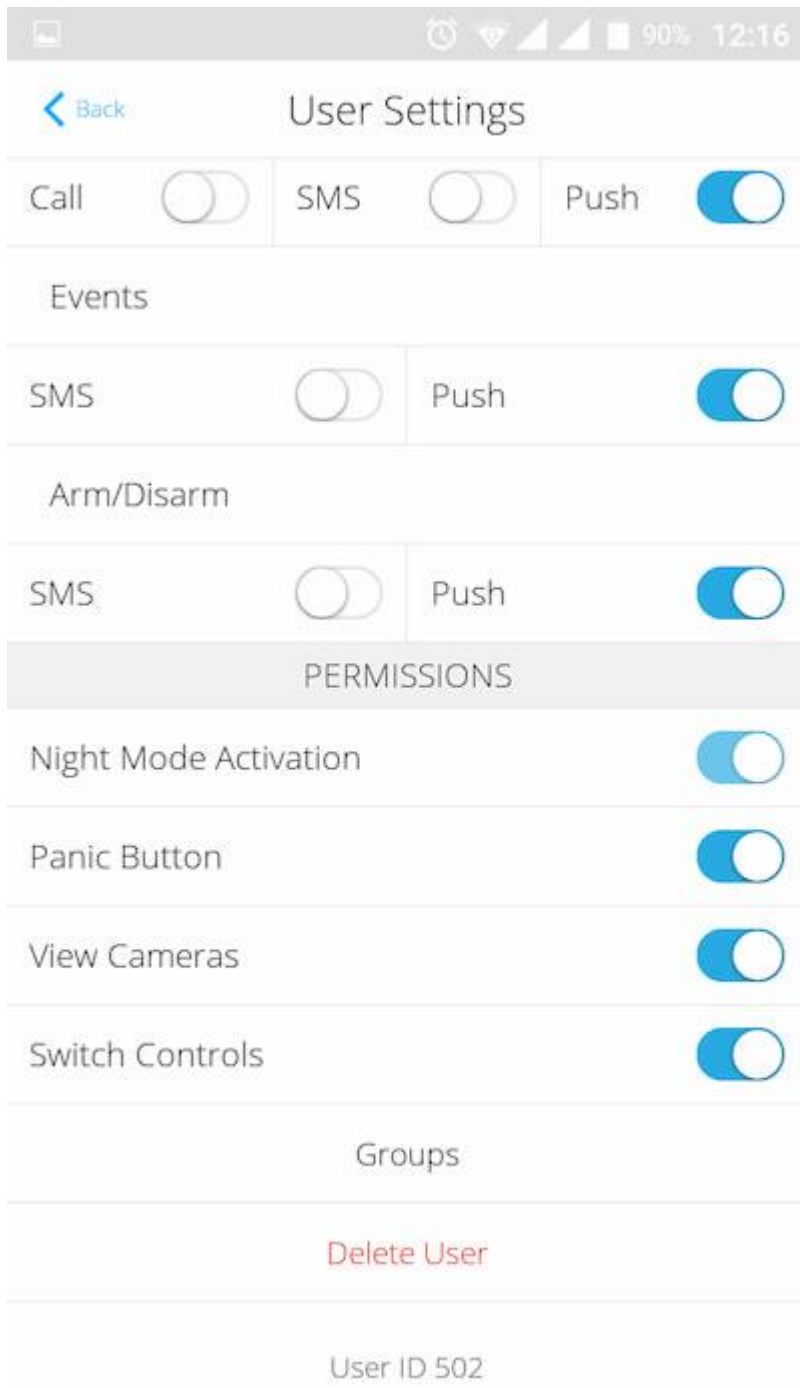 90% 12:16
Back User Settings
Call SMS Push
Events
SMS Push
Arm/Disarm
SMS Push
PERMISSIONS
Night Mode Activation
Panic Button
View Cameras
Switch Controls
Groups
Delete User
User ID 502